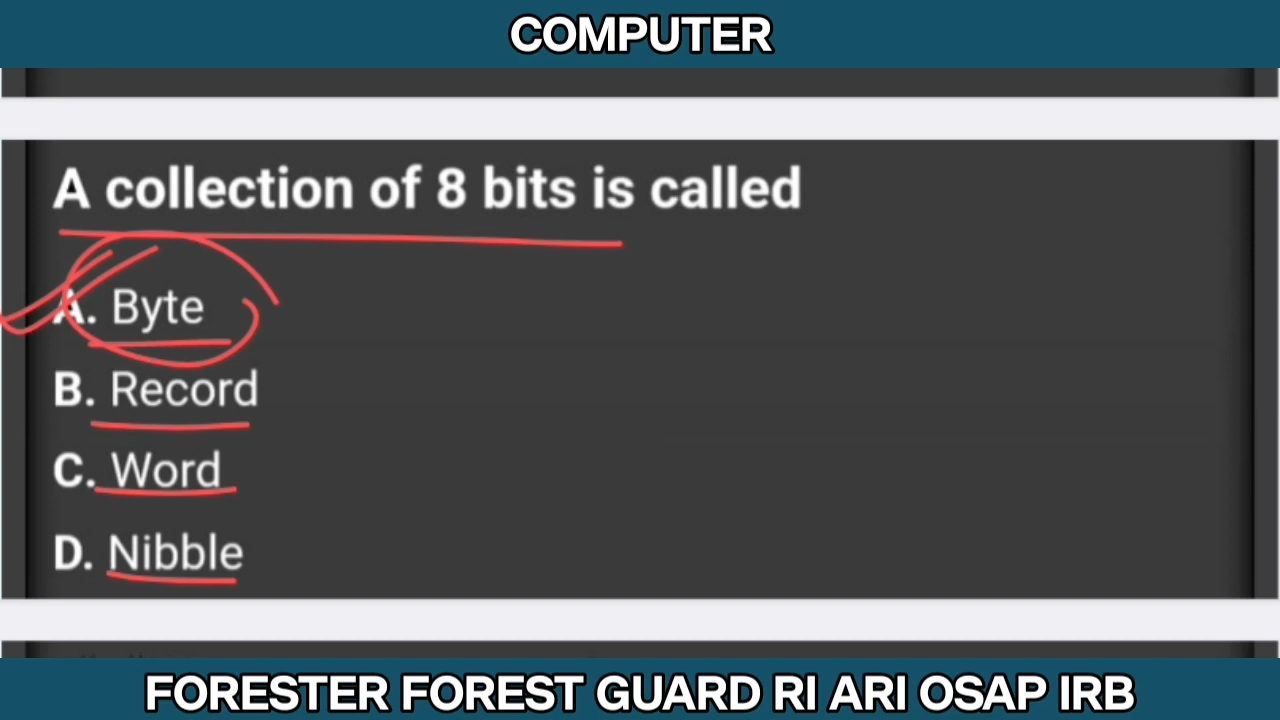 COMPUTER
A collection of 8 bits is called
A. Byte
B. Record
C. Word
D. Nibble
FORESTER FOREST GUARD RI ARI OSAP IRB